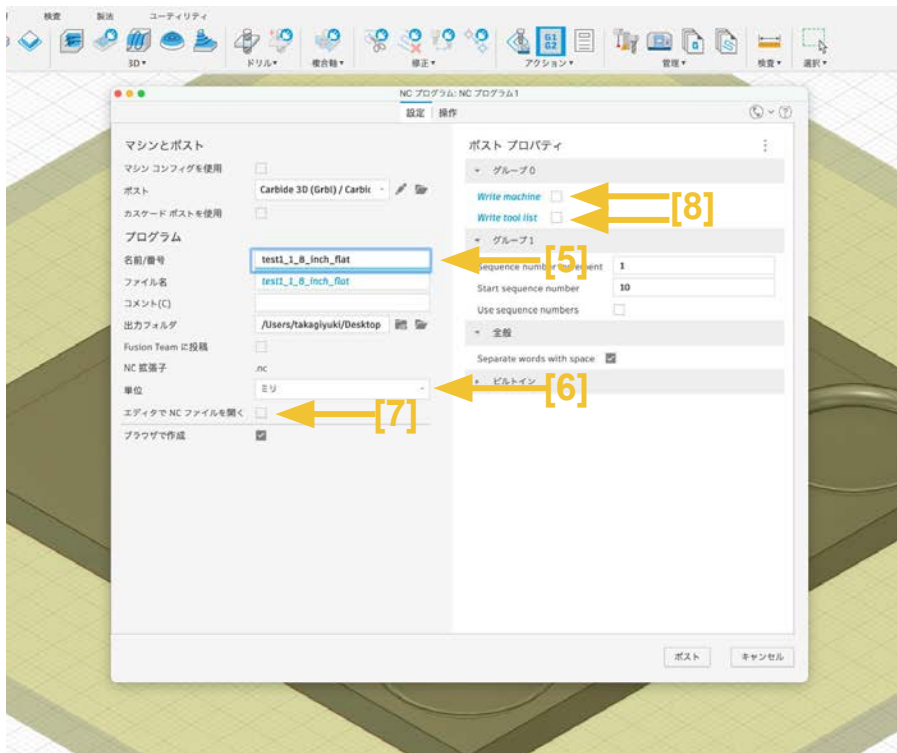 検査 製法 ユーティリティ
3D▼ ドリル▼ 複合軸▼ 修正▼ アクション▼ 管理▼ 検査▼ 選択▼
G1
G2
NC プログラム: NC プログラム1
設定 操作
マシンとポスト
マシン コンフィグを使用
ポスト Carbide 3D (Grbl) / Carbic
カスケード ポストを使用
プログラム
名前/番号 test1_1_8_inch_flat
ファイル名 test1_1_8_inch_flat
コメント(C)
出力フォルダ /Users/takagiyuki/Desktop
Fusion Team に投稿
NC 拡張子 .nc
単位 ミリ
エディタで NC ファイルを開く
ブラウザで作成
ポスト プロパティ
グループ 0
Write machine
Write tool list
グループ 1
Sequence number 1
Start sequence number 10
Use sequence numbers
全般
Separate words with space
ビルトイン
[5]
[6]
[7]
[8]
ポスト キャンセル